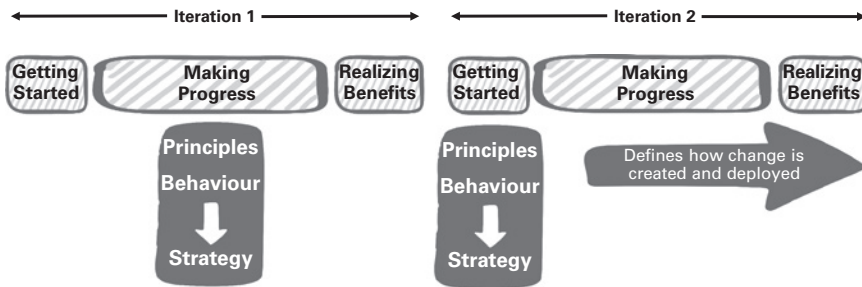 Iteration 1
Iteration 2
Getting
Started
Making
Progress
Realizing
Benefits
Getting
Started
Making
Progress
Realizing
Benefits
Principles
Behaviour
Strategy
Principles
Behaviour
Strategy
Defines how change is
created and deployed